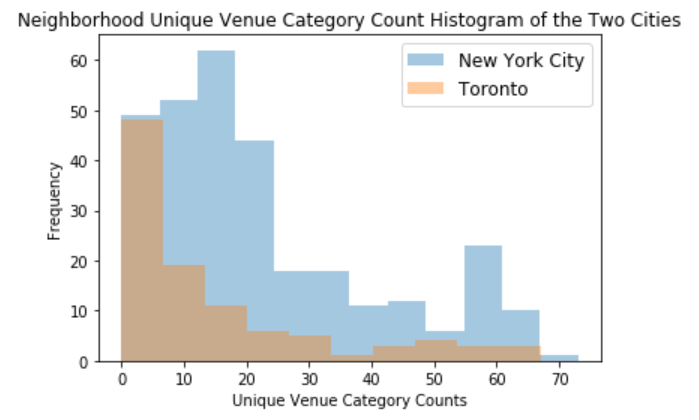 Neighborhood Unique Venue Category Count Histogram of the Two Cities
New York City
Toronto
Frequency
60
50
40
30
20
10
0
0 10 20 30 40 50 60 70
Unique Venue Category Counts